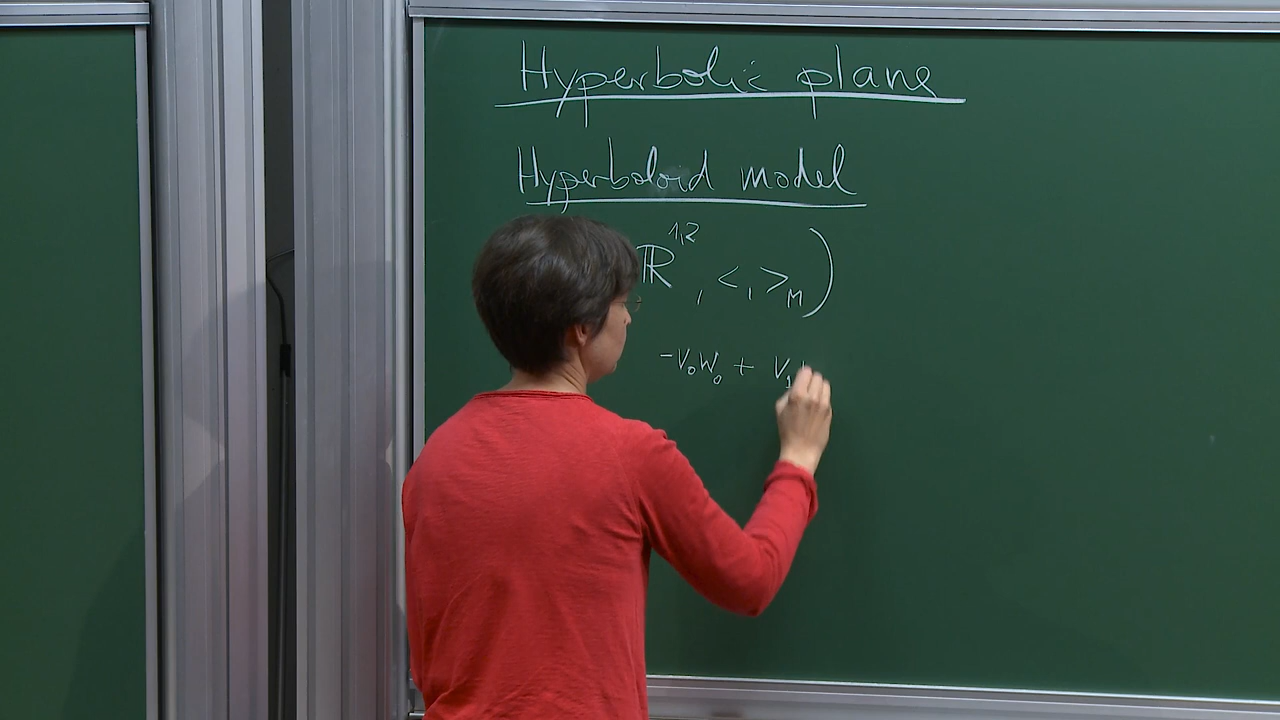 Hyperbolic plane
Hyperboloid model
ℝ^{1,2}, <,>_M)
-v₀w₀ + v₁